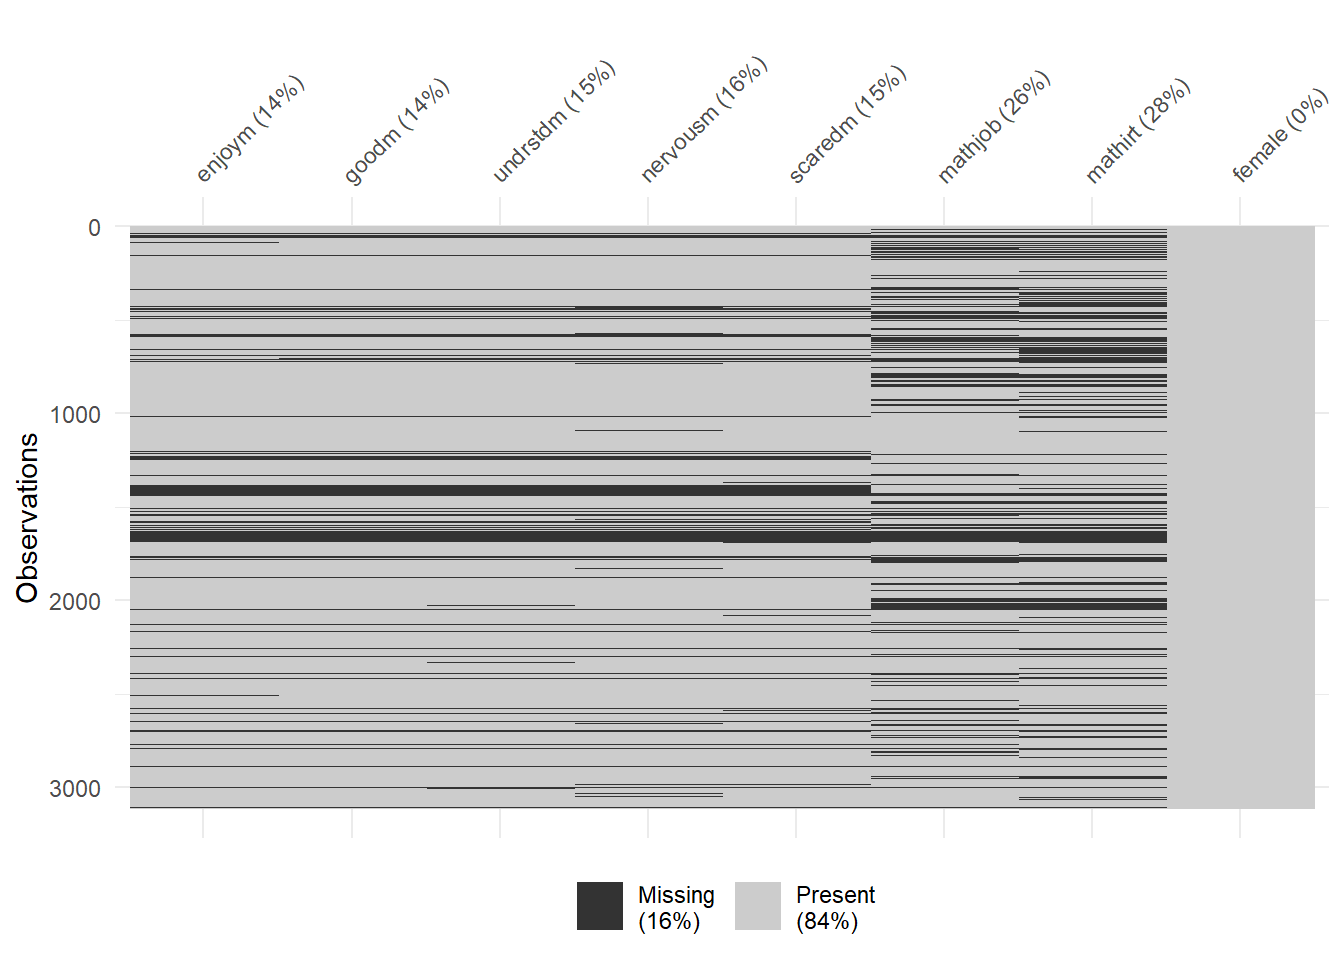 enjoym (14%)
goodm (14%)
undrstdm (15%)
nervousm (16%)
scaredm (15%)
mathjob (26%)
mathirt (28%)
female (0%)
0
1000
2000
3000
Observations
Missing
(16%)
Present
(84%)